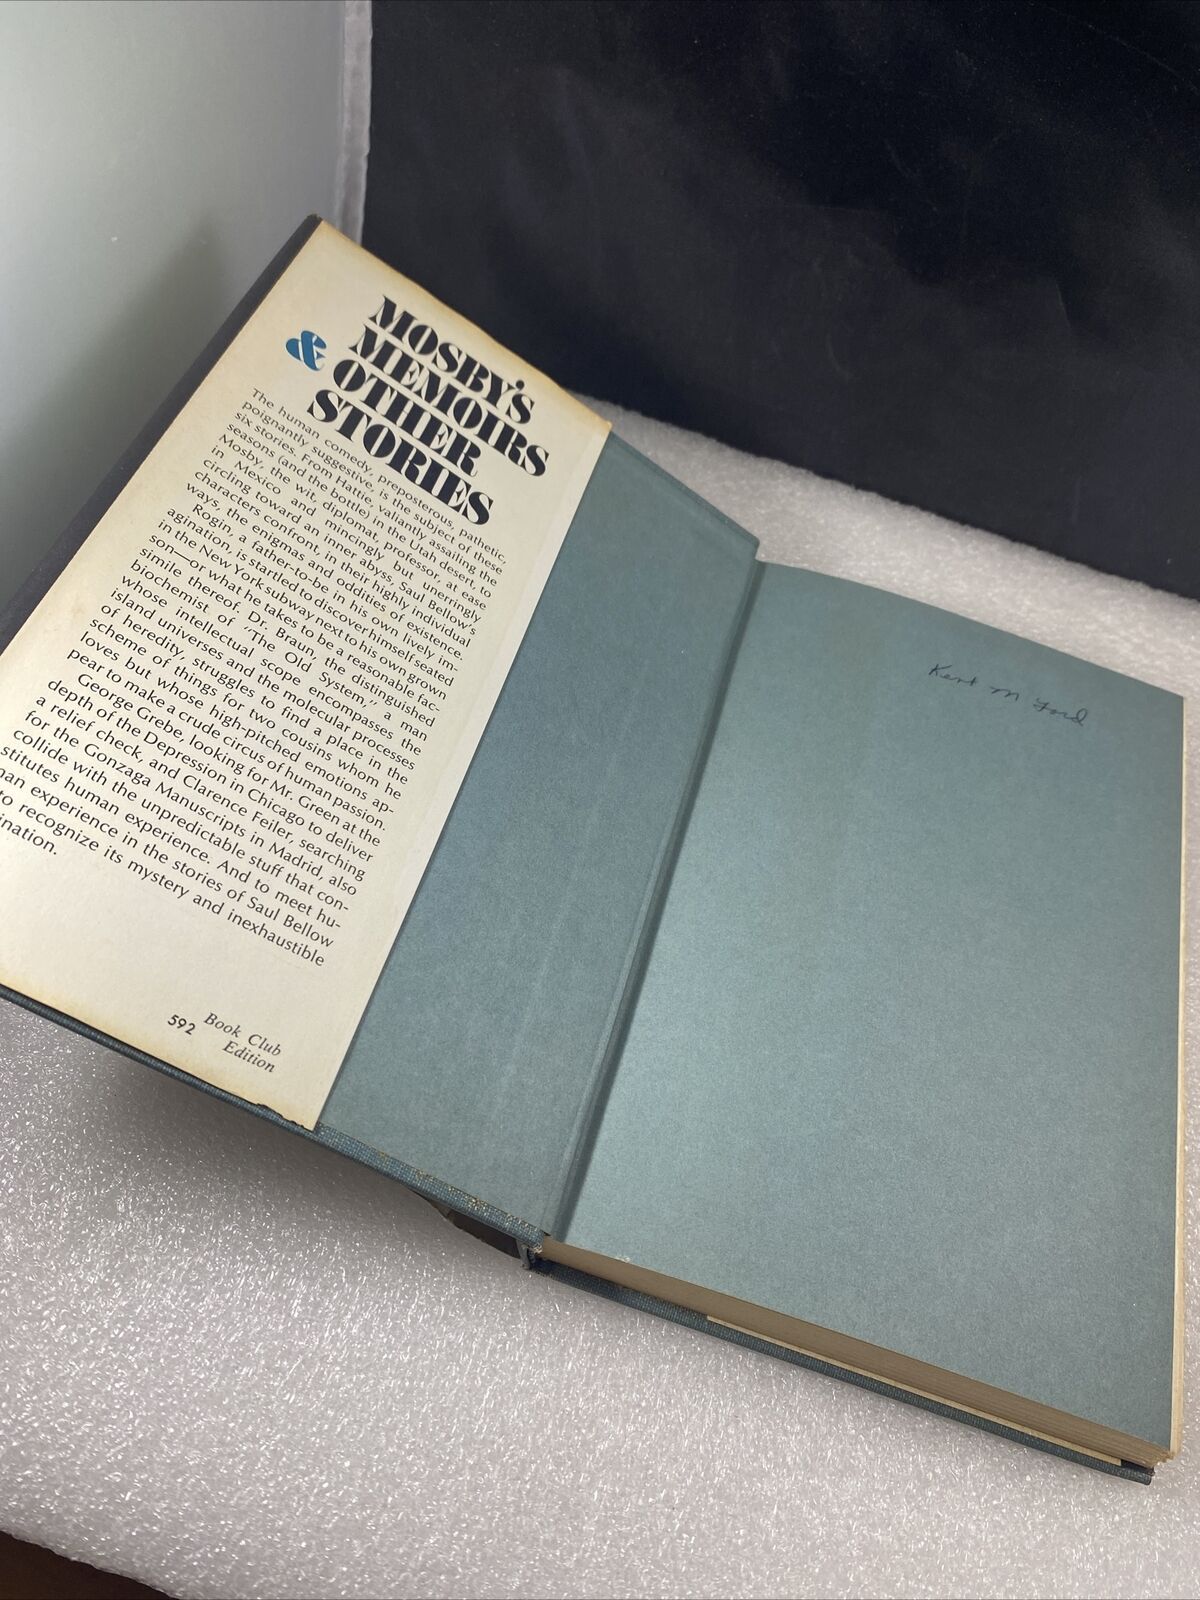 MOSBY'S
MEMOIRS
& OTHER
STORIES
The human comedy, preposterous, pathetic,
poignantly suggestive, is the subject of these
six stories. From Hattie, valiantly assailing the
seasons (and the bottle) in the Utah desert, to
Mosby, the wit, diplomat, professor, at ease
in Mexico and mincingly but unerringly
circling toward an inner abyss, Saul Bellow's
characters confront, in their highly individual
ways, the enigmas and oddities of existence.
Rogin, a father-to-be in his own lively im-
agination, is startled to discover himself seated
in the New York subway next to his own grown
son—or what he takes to be a reasonable fac-
simile thereof. Dr. Braun, the distinguished
biochemist of "The Old System," a man
whose intellectual scope encompasses the
island universes and the molecular processes
of heredity, struggles to find a place in the
scheme of things for two cousins whom he
loves but whose high-pitched emotions ap-
pear to make a crude circus of human passion.
George Grebe, looking for Mr. Green at the
depth of the Depression in Chicago to deliver
a relief check, and Clarence Feiler, searching
for the Gonzaga Manuscripts in Madrid, also
collide with the unpredictable stuff that con-
stitutes human experience. And to meet hu-
man experience in the stories of Saul Bellow
to recognize its mystery and inexhaustible
ination.
592
Book Club
Edition
Kent M Ford